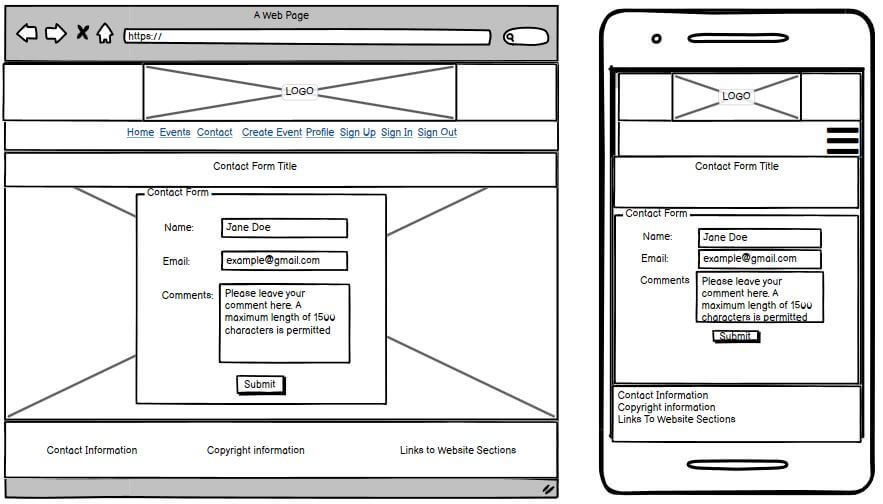 A Web Page
https://
LOGO
Home Events Contact Create Event Profile Sign Up Sign In Sign Out
Contact Form Title
Contact Form
Name: Jane Doe
Email: example@gmail.com
Comments: Please leave your
comment here. A
maximum length of 1500
characters is permitted
Submit
Contact Information Copyright information Links to Website Sections
LOGO
Contact Form Title
Contact Form
Name: Jane Doe
Email: example@gmail.com
Comments Please leave your
comment here. A
maximum length of 1500
characters is permitted
Submit
Contact Information
Copyright information
Links To Website Sections